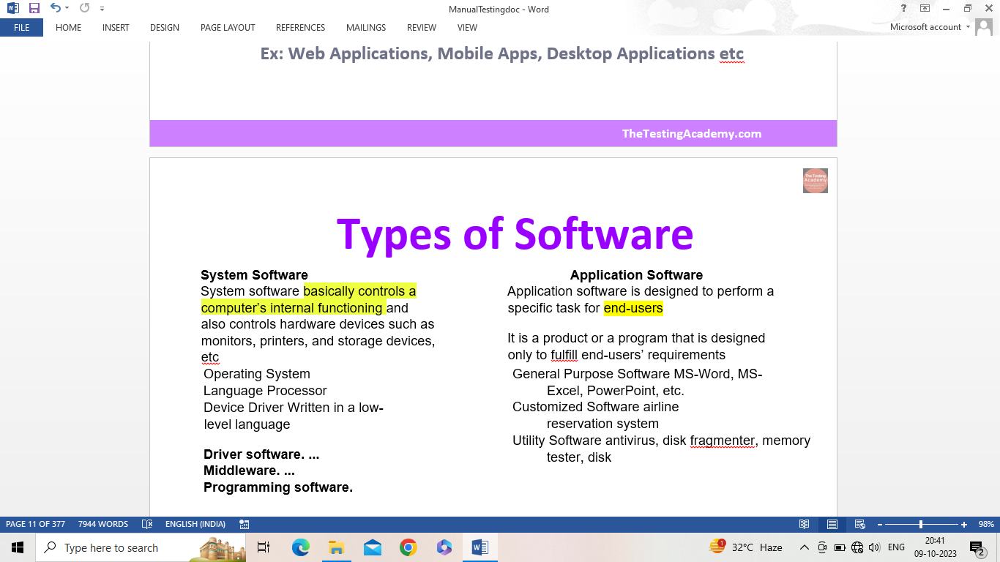 ManualTestingdoc - Word
?
FILE HOME INSERT DESIGN PAGE LAYOUT REFERENCES MAILINGS REVIEW VIEW
Microsoft account
Ex: Web Applications, Mobile Apps, Desktop Applications etc
TheTestingAcademy.com
The Testing
Academy
Types of Software
System Software
System software basically controls a
computer’s internal functioning and
also controls hardware devices such as
monitors, printers, and storage devices,
etc
Operating System
Language Processor
Device Driver Written in a low-
level language
Driver software. ...
Middleware. ...
Programming software.
Application Software
Application software is designed to perform a
specific task for end-users
It is a product or a program that is designed
only to fulfill end-users’ requirements
General Purpose Software MS-Word, MS-
Excel, PowerPoint, etc.
Customized Software airline
reservation system
Utility Software antivirus, disk fragmenter, memory
tester, disk
PAGE 11 OF 377 7944 WORDS ENGLISH (INDIA)
98%
Type here to search
1
32°C Haze
ENG
20:41
09-10-2023
2